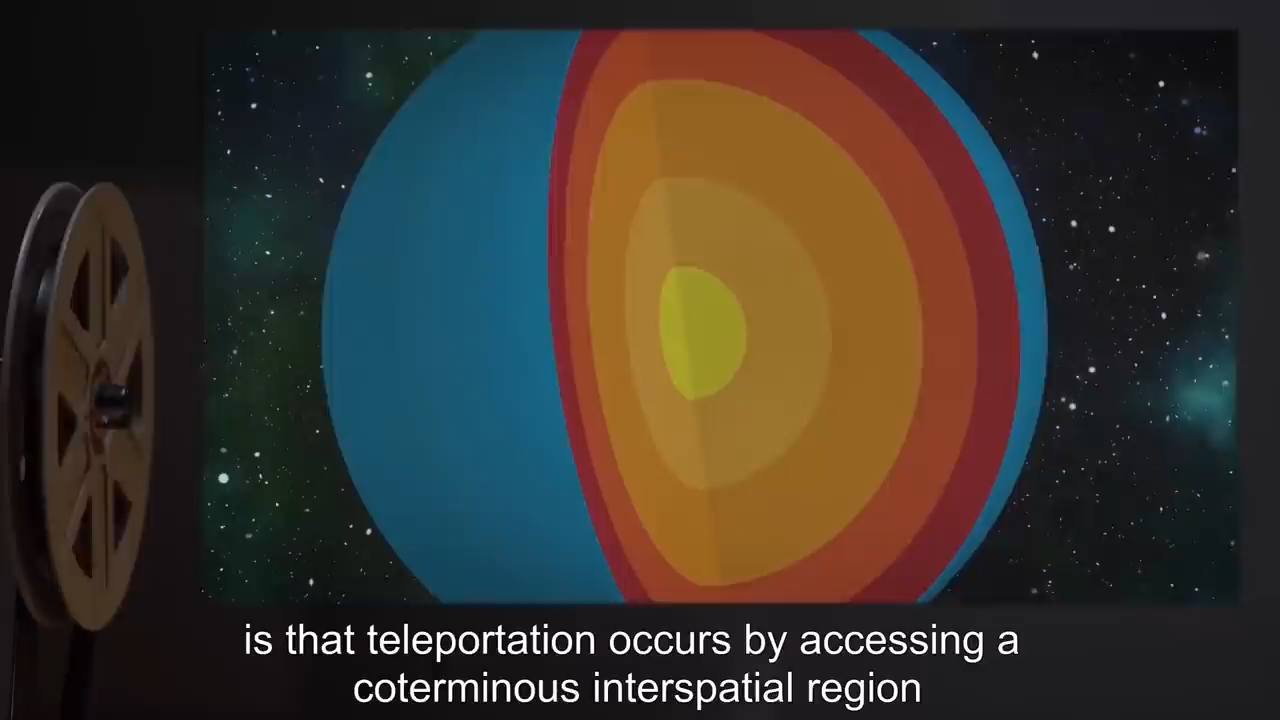 is that teleportation occurs by accessing a
coterminous interspatial region